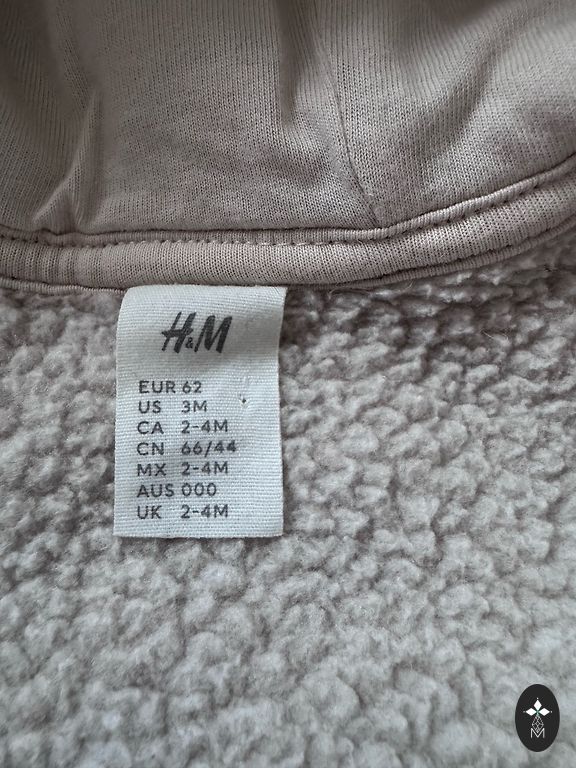 H&M
EUR 62
US 3M
CA 2-4M
CN 66/44
MX 2-4M
AUS 000
UK 2-4M
M